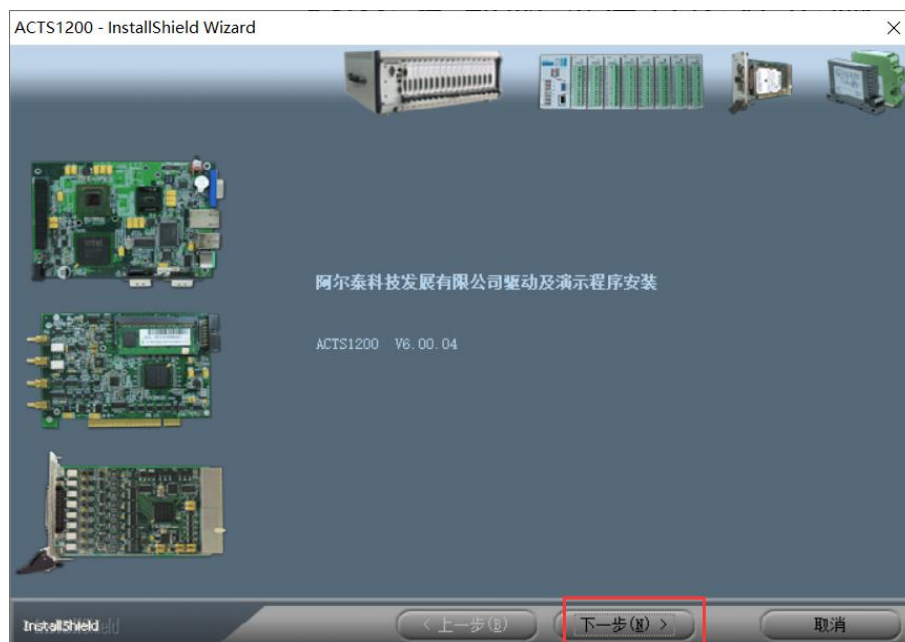 ACTS1200 - InstallShield Wizard
阿尔泰科技发展有限公司驱动及演示程序安装
ACTS1200 V6.00.04
InstallShield
< 上一步(B)
下一步(N) >
取消